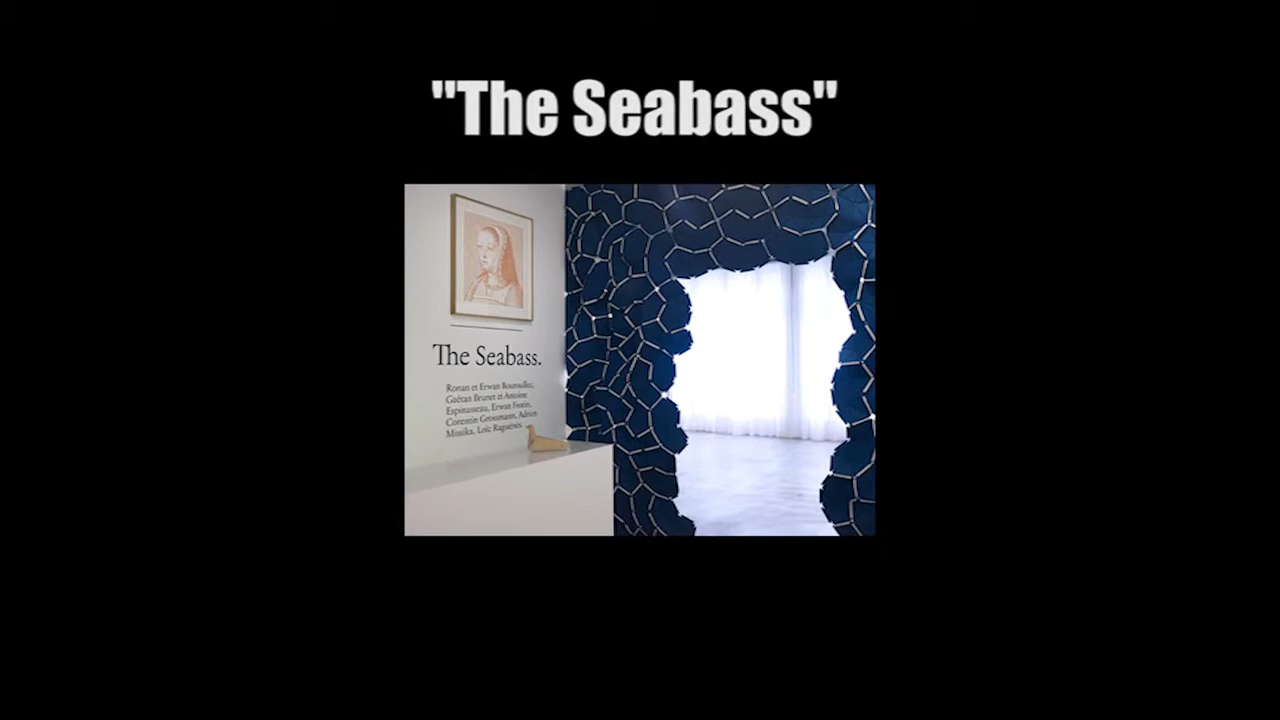 "The Seabass"
The Seabass.
Ronan et Erwan Bouroullec,
Gaétan Brunet et Antoine
Espinasseau, Erwan Frotin,
Corentin Grossmann, Adrien
Missika, Loïc Raguénès.